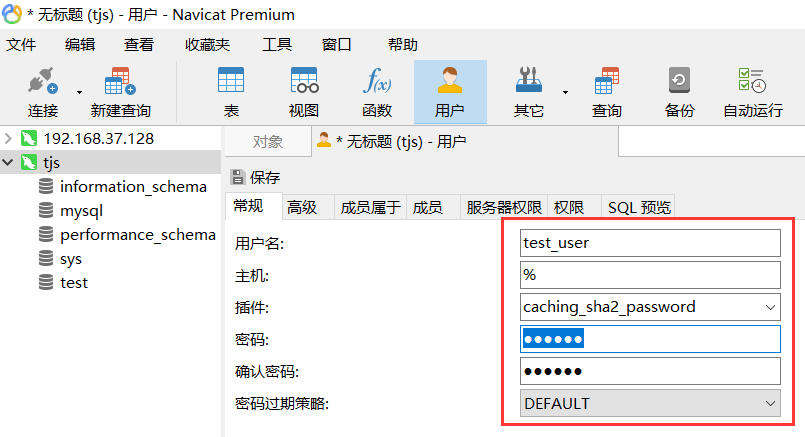 * 无标题 (tjs) - 用户 - Navicat Premium
文件 编辑 查看 收藏夹 工具 窗口 帮助
连接 新建查询 表 视图 函数 用户 其它 查询 备份 自动运行
192.168.37.128
tjs
information_schema
mysql
performance_schema
sys
test
对象 * 无标题 (tjs) - 用户
保存
常规 高级 成员属于 成员 服务器权限 权限 SQL 预览
用户名: test_user
主机: %
插件: caching_sha2_password
密码: ●●●●●●
确认密码: ●●●●●●
密码过期策略: DEFAULT